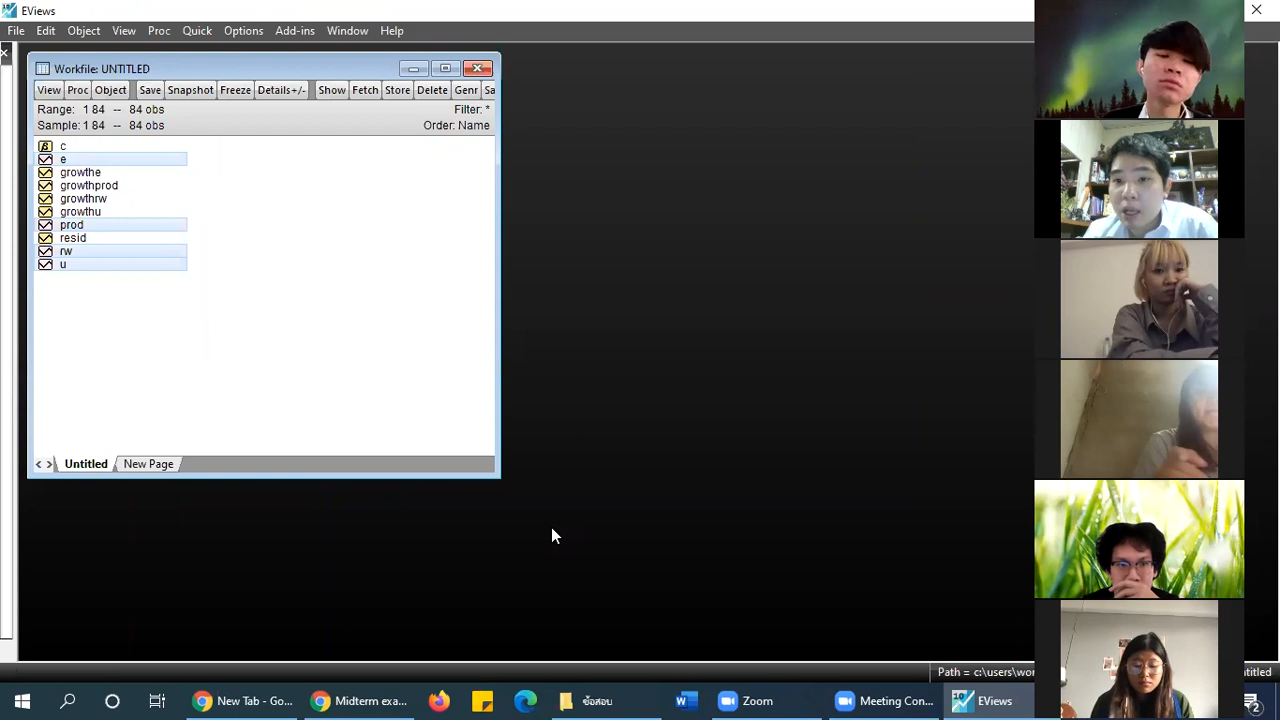 EViews
File Edit Object View Proc Quick Options Add-ins Window Help
Workfile: UNTITLED
View Proc Object Save Snapshot Freeze Details+/- Show Fetch Store Delete Genr Sa
Range: 1 84 -- 84 obs Filter: *
Sample: 1 84 -- 84 obs Order: Name
β c
e
growthe
growthprod
growthrw
growthu
prod
resid
rw
u
Untitled New Page
Path = c:\users\wor ntitled
New Tab - Go... Midterm exa... ข้อสอบ Zoom Meeting Con... 10 EViews 2